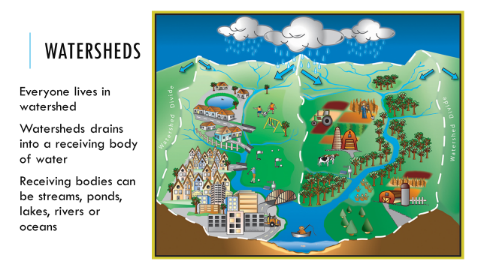 WATERSHEDS
Everyone lives in
watershed
Watersheds drains
into a receiving body
of water
Receiving bodies can
be streams, ponds,
lakes, rivers or
oceans
Watershed Divide
Watershed Divide